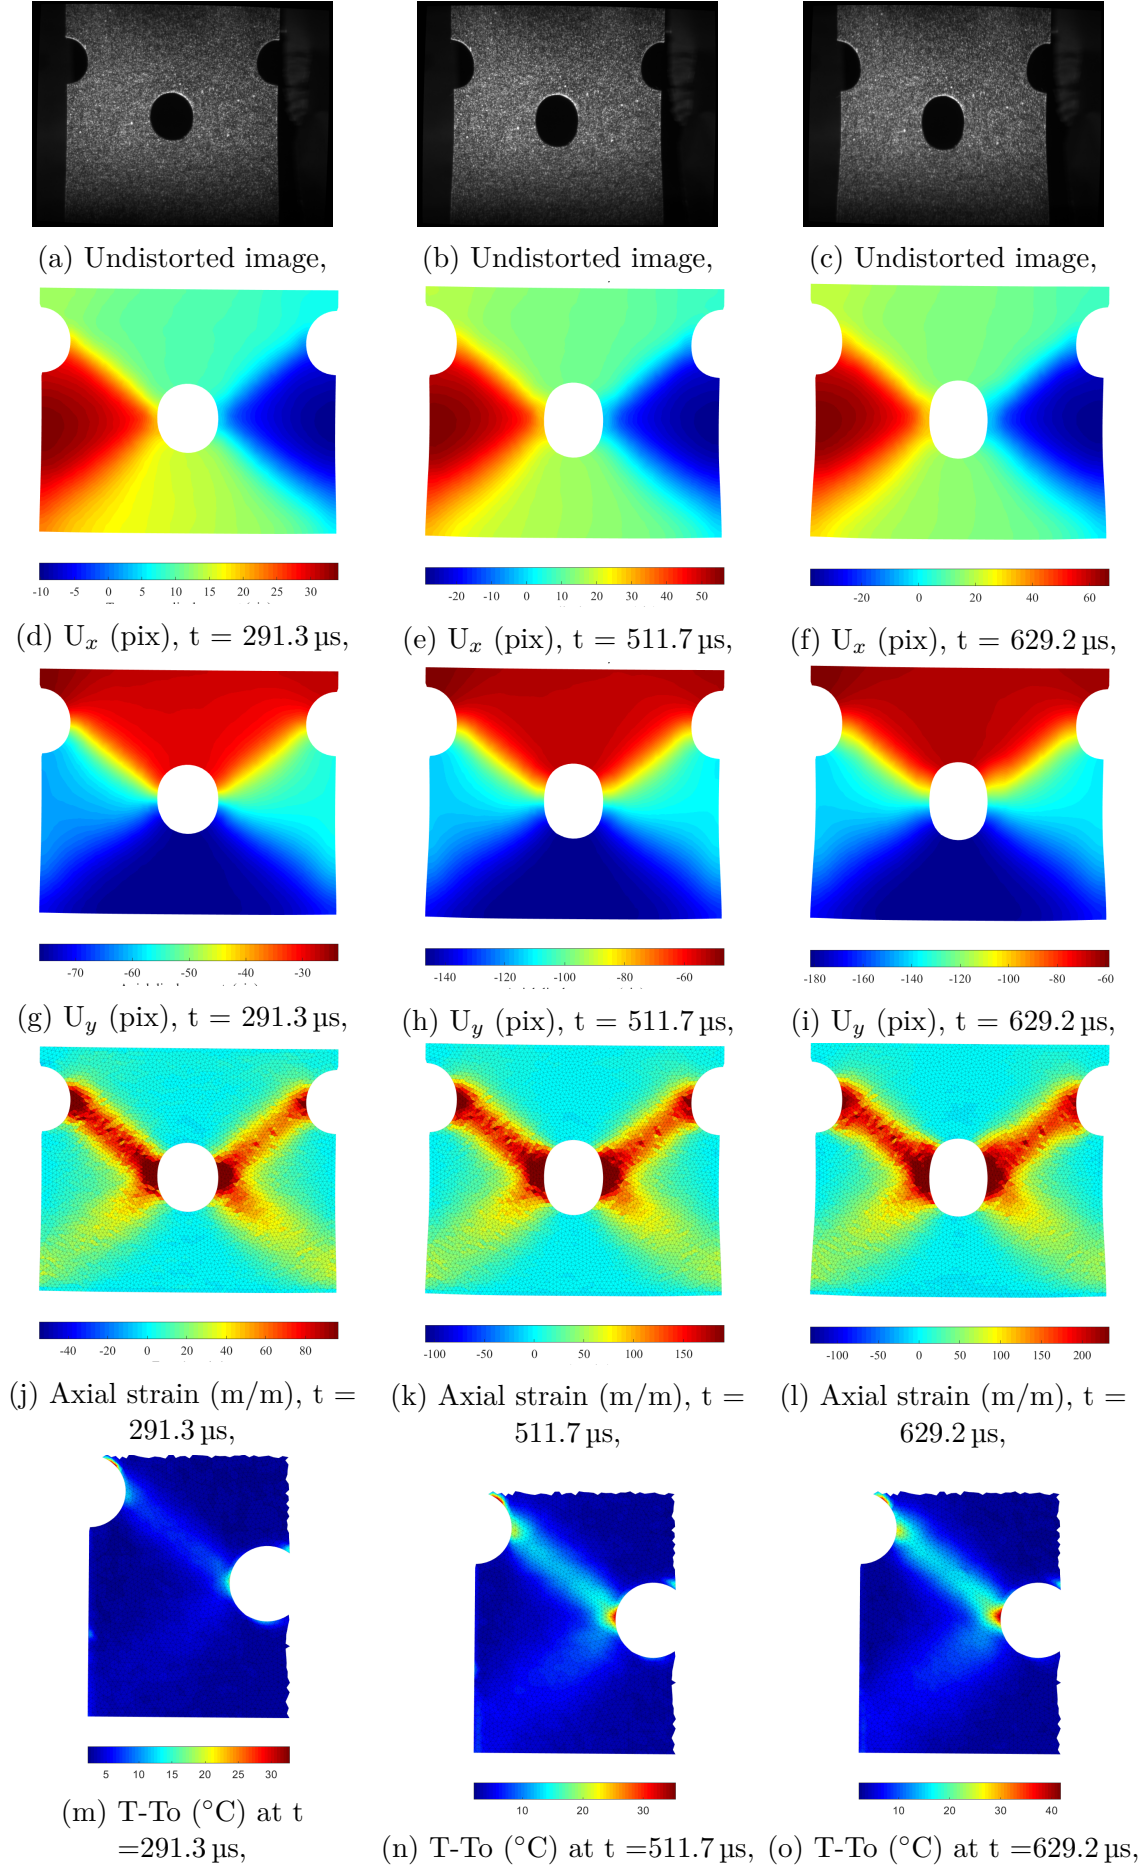 (a) Undistorted image, (b) Undistorted image, (c) Undistorted image,
-10 -5 0 5 10 15 20 25 30
-20 -10 0 10 20 30 40 50
-20 0 20 40 60
(d) Uₓ (pix), t = 291.3 µs, (e) Uₓ (pix), t = 511.7 µs, (f) Uₓ (pix), t = 629.2 µs,
-70 -60 -50 -40 -30
-140 -120 -100 -80 -60
-180 -160 -140 -120 -100 -80 -60
(g) U_y (pix), t = 291.3 µs, (h) U_y (pix), t = 511.7 µs, (i) U_y (pix), t = 629.2 µs,
-40 -20 0 20 40 60 80
-100 -50 0 50 100 150
-100 -50 0 50 100 150 200
(j) Axial strain (m/m), t = 291.3 µs,
(k) Axial strain (m/m), t = 511.7 µs,
(l) Axial strain (m/m), t = 629.2 µs,
5 10 15 20 25 30
10 20 30
10 20 30 40
(m) T-To (°C) at t =291.3 µs,
(n) T-To (°C) at t =511.7 µs, (o) T-To (°C) at t =629.2 µs,